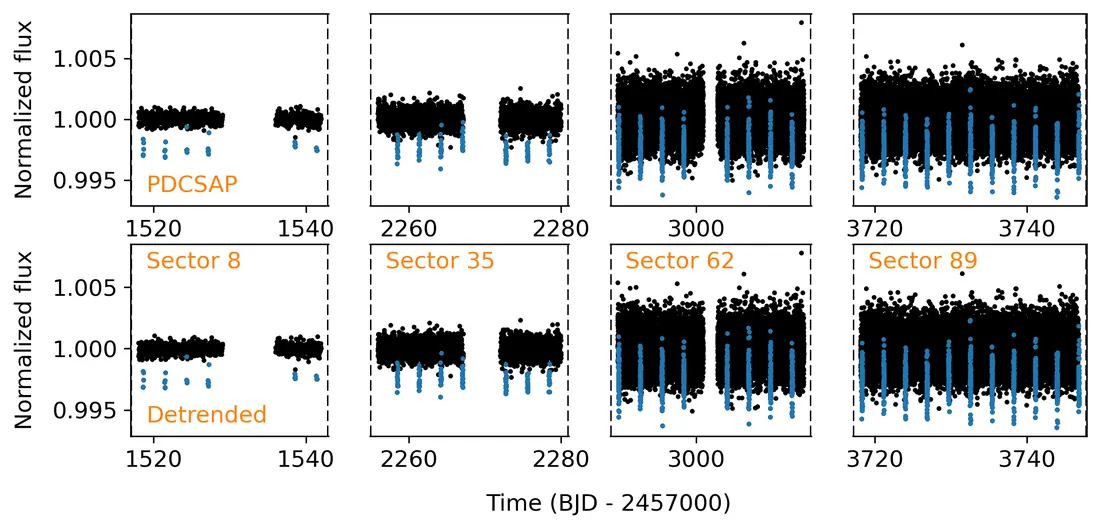 Normalized flux
1.005
1.000
0.995
PDCSAP
1520
1540
2260
2280
3000
3720
3740
Normalized flux
1.005
1.000
0.995
Sector 8
Sector 35
Sector 62
Sector 89
Detrended
1520
1540
2260
2280
3000
3720
3740
Time (BJD - 2457000)